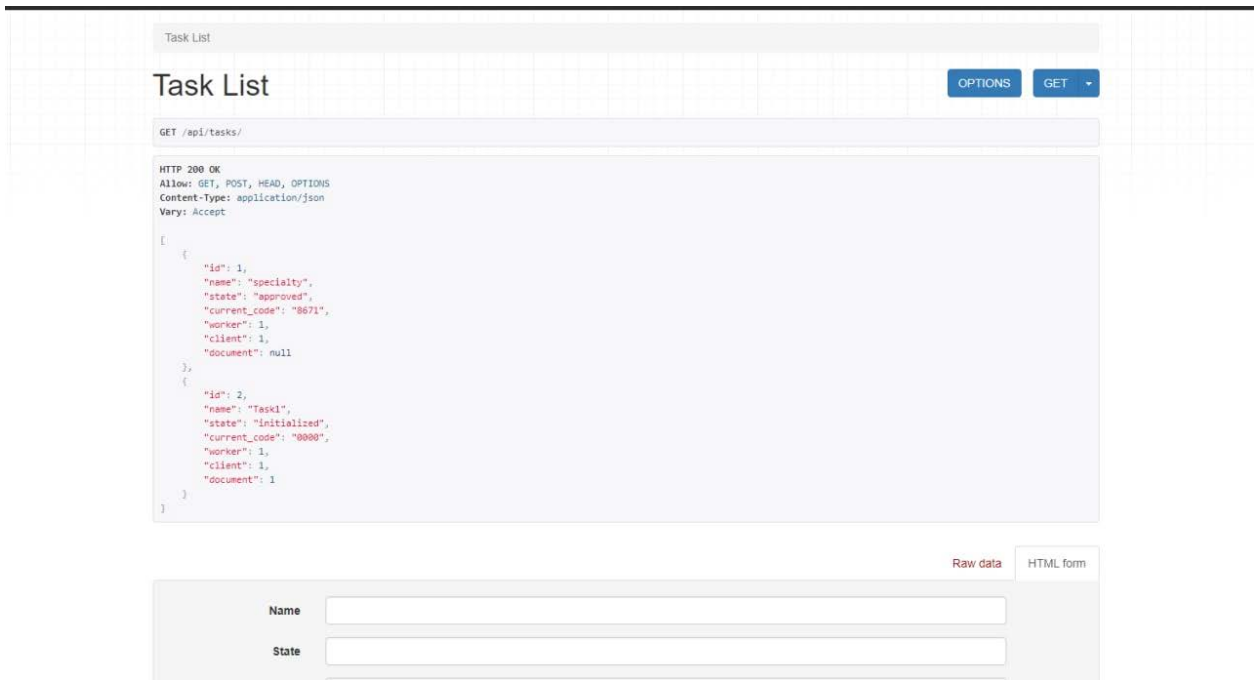 Task List
Task List
OPTIONS
GET
GET /api/tasks/
HTTP 200 OK
Allow: GET, POST, HEAD, OPTIONS
Content-Type: application/json
Vary: Accept
[
{
"id": 1,
"name": "specialty",
"state": "approved",
"current_code": "8671",
"worker": 1,
"client": 1,
"document": null
},
{
"id": 2,
"name": "Task1",
"state": "initialized",
"current_code": "0000",
"worker": 1,
"client": 1,
"document": 1
}
]
Raw data
HTML form
Name
State